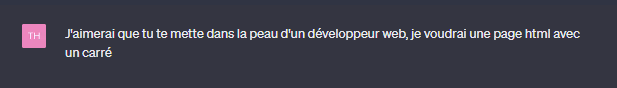 TH
J'aimerai que tu te mette dans la peau d'un développeur web, je voudrai une page html avec
un carré